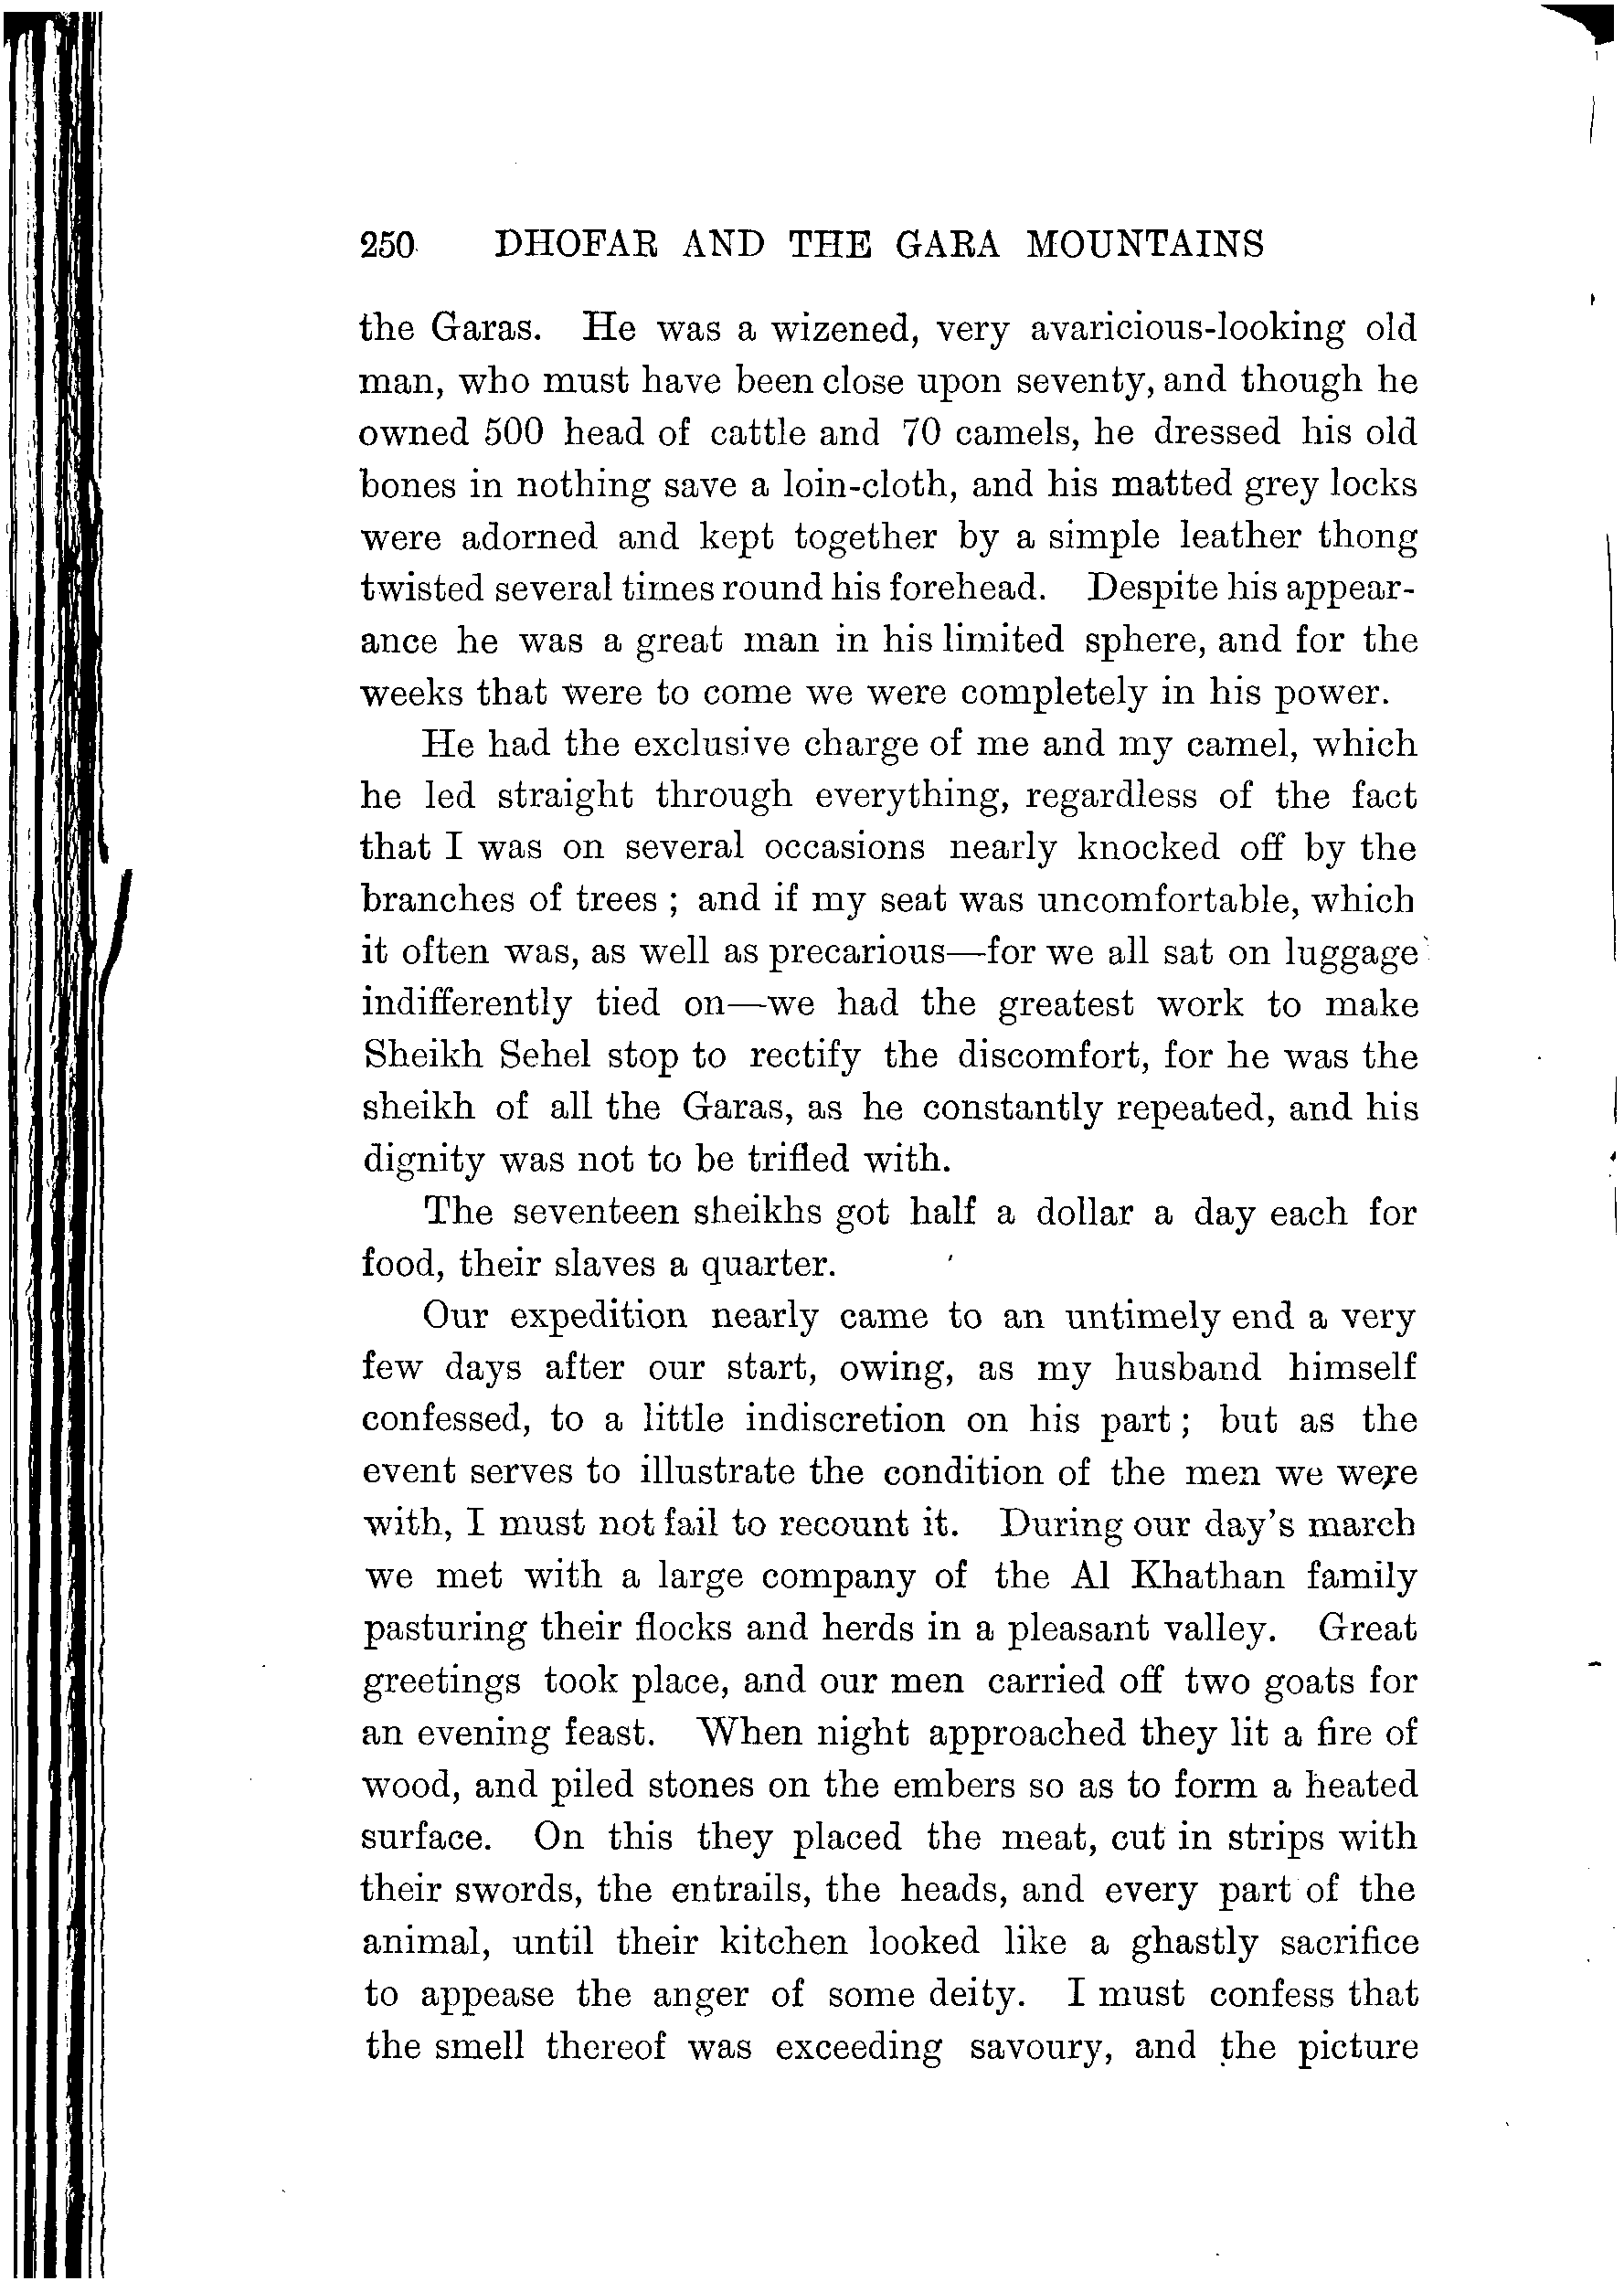 250 DHOFAR AND THE GARA MOUNTAINS
the Garas. He was a wizened, very avaricious-looking old
man, who must have been close upon seventy, and though he
owned 500 head of cattle and 70 camels, he dressed his old
bones in nothing save a loin-cloth, and his matted grey locks
were adorned and kept together by a simple leather thong
twisted several times round his forehead. Despite his appear-
ance he was a great man in his limited sphere, and for the
weeks that were to come we were completely in his power.
He had the exclusive charge of me and my camel, which
he led straight through everything, regardless of the fact
that I was on several occasions nearly knocked off by the
branches of trees ; and if my seat was uncomfortable, which
it often was, as well as precarious—for we all sat on luggage
indifferently tied on—we had the greatest work to make
Sheikh Sehel stop to rectify the discomfort, for he was the
sheikh of all the Garas, as he constantly repeated, and his
dignity was not to be trifled with.
The seventeen sheikhs got half a dollar a day each for
food, their slaves a quarter.
Our expedition nearly came to an untimely end a very
few days after our start, owing, as my husband himself
confessed, to a little indiscretion on his part ; but as the
event serves to illustrate the condition of the men we were
with, I must not fail to recount it. During our day's march
we met with a large company of the Al Khathan family
pasturing their flocks and herds in a pleasant valley. Great
greetings took place, and our men carried off two goats for
an evening feast. When night approached they lit a fire of
wood, and piled stones on the embers so as to form a heated
surface. On this they placed the meat, cut in strips with
their swords, the entrails, the heads, and every part of the
animal, until their kitchen looked like a ghastly sacrifice
to appease the anger of some deity. I must confess that
the smell thereof was exceeding savoury, and the picture